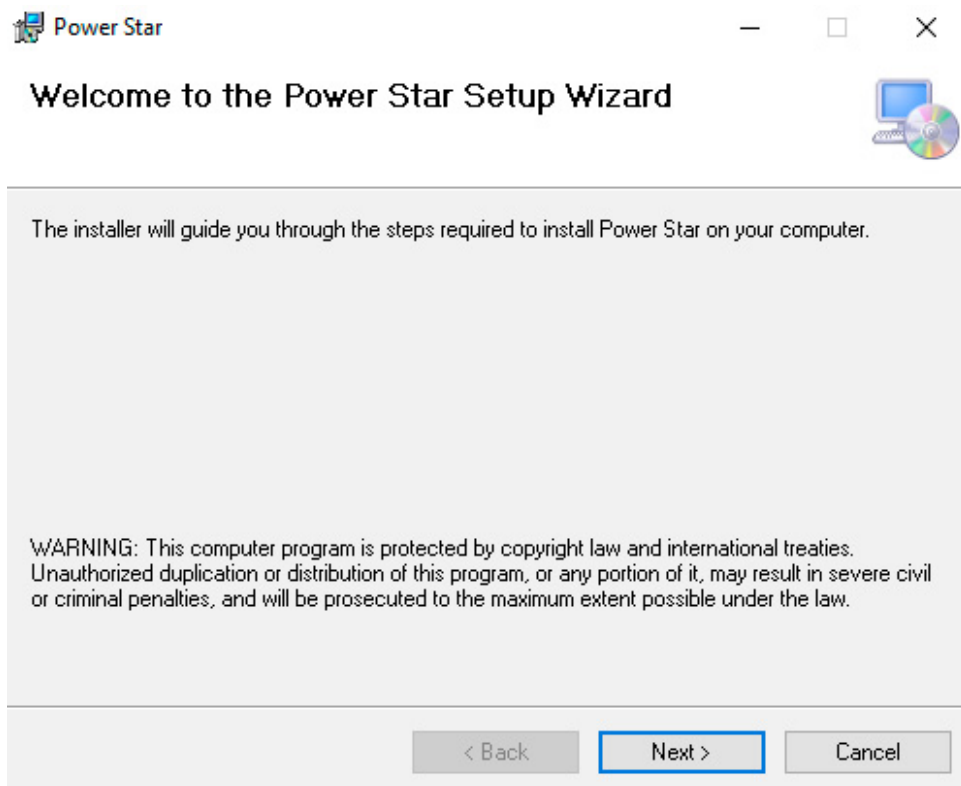 Power Star
Welcome to the Power Star Setup Wizard
The installer will guide you through the steps required to install Power Star on your computer.
WARNING: This computer program is protected by copyright law and international treaties.
Unauthorized duplication or distribution of this program, or any portion of it, may result in severe civil
or criminal penalties, and will be prosecuted to the maximum extent possible under the law.
< Back
Next >
Cancel